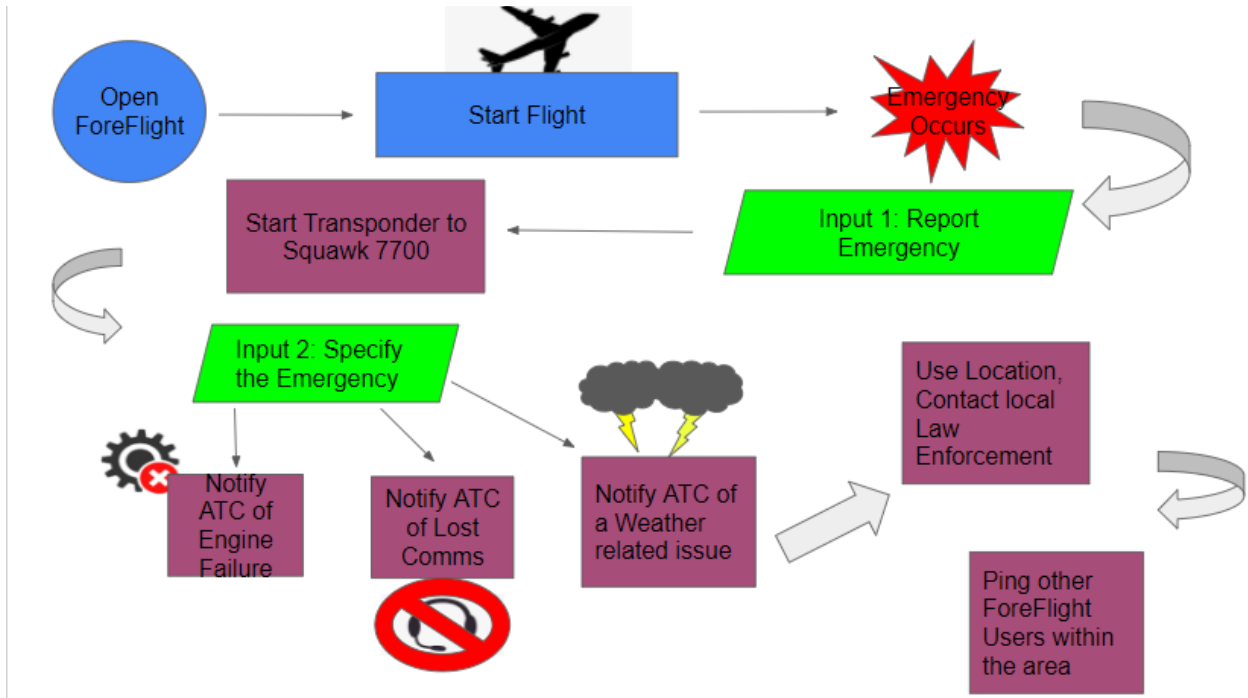 Open
ForeFlight
Start Flight
Emergency
Occurs
Input 1: Report
Emergency
Start Transponder to
Squawk 7700
Input 2: Specify
the Emergency
Notify
ATC of
Engine
Failure
Notify ATC
of Lost
Comms
Notify ATC of
a Weather
related issue
Use Location,
Contact local
Law
Enforcement
Ping other
ForeFlight
Users within
the area